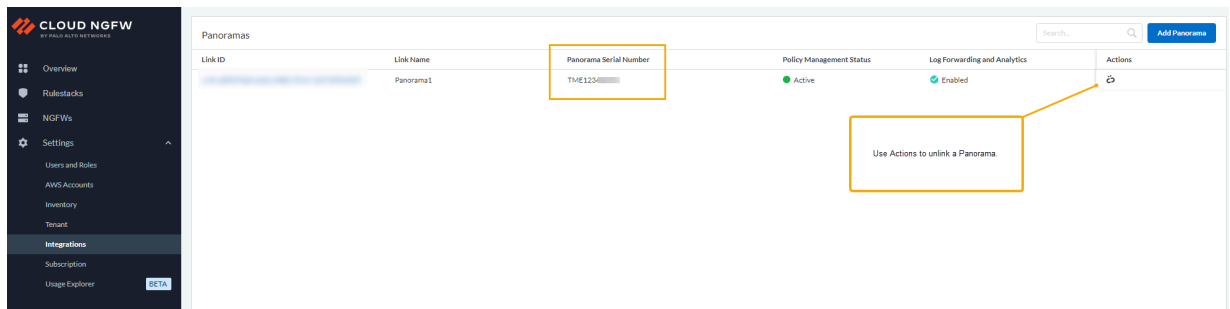 CLOUD NGFW
BY PALO ALTO NETWORKS
Overview
Rulestacks
NGFWs
Settings
Users and Roles
AWS Accounts
Inventory
Tenant
Integrations
Subscription
Usage Explorer BETA
Panoramas Search.. Add Panorama
Link ID Link Name Panorama Serial Number Policy Management Status Log Forwarding and Analytics Actions
Panorama1 TME1234 Active Enabled
Use Actions to unlink a Panorama.